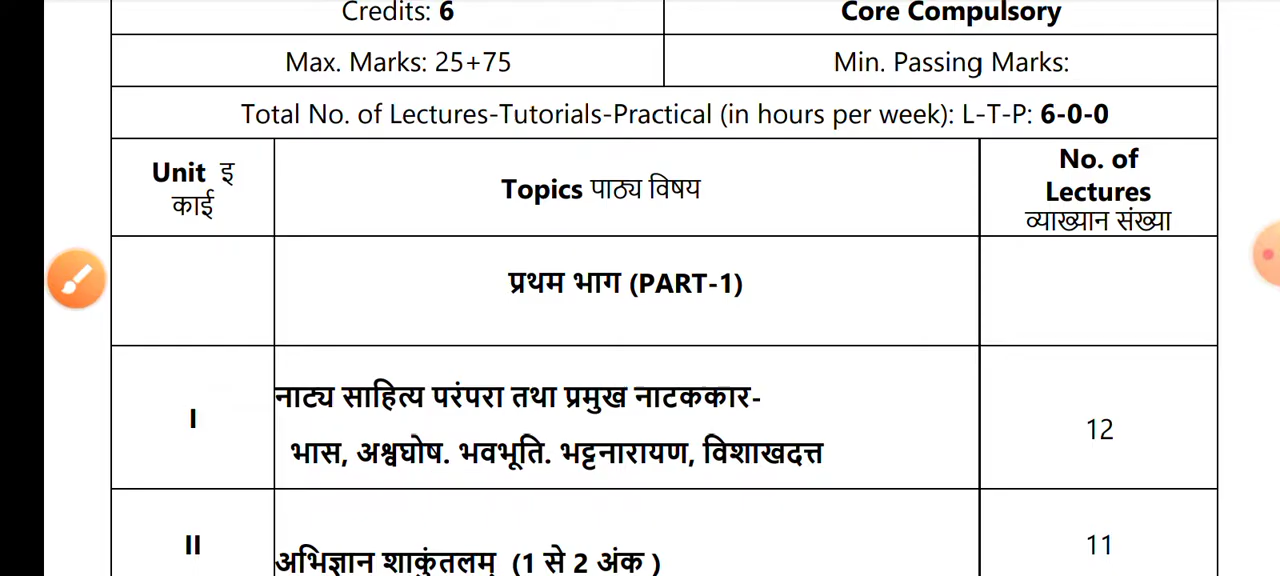 Credits: 6
Core Compulsory
Max. Marks: 25+75
Min. Passing Marks:
Total No. of Lectures-Tutorials-Practical (in hours per week): L-T-P: 6-0-0
Unit इ
काई
Topics पाठ्य विषय
No. of
Lectures
व्याख्यान संख्या
प्रथम भाग (PART-1)
I
नाट्य साहित्य परंपरा तथा प्रमुख नाटककार-
भास, अश्वघोष. भवभूति. भट्टनारायण, विशाखदत्त
12
II
अभिज्ञान शाकुंतलम् (1 से 2 अंक )
11